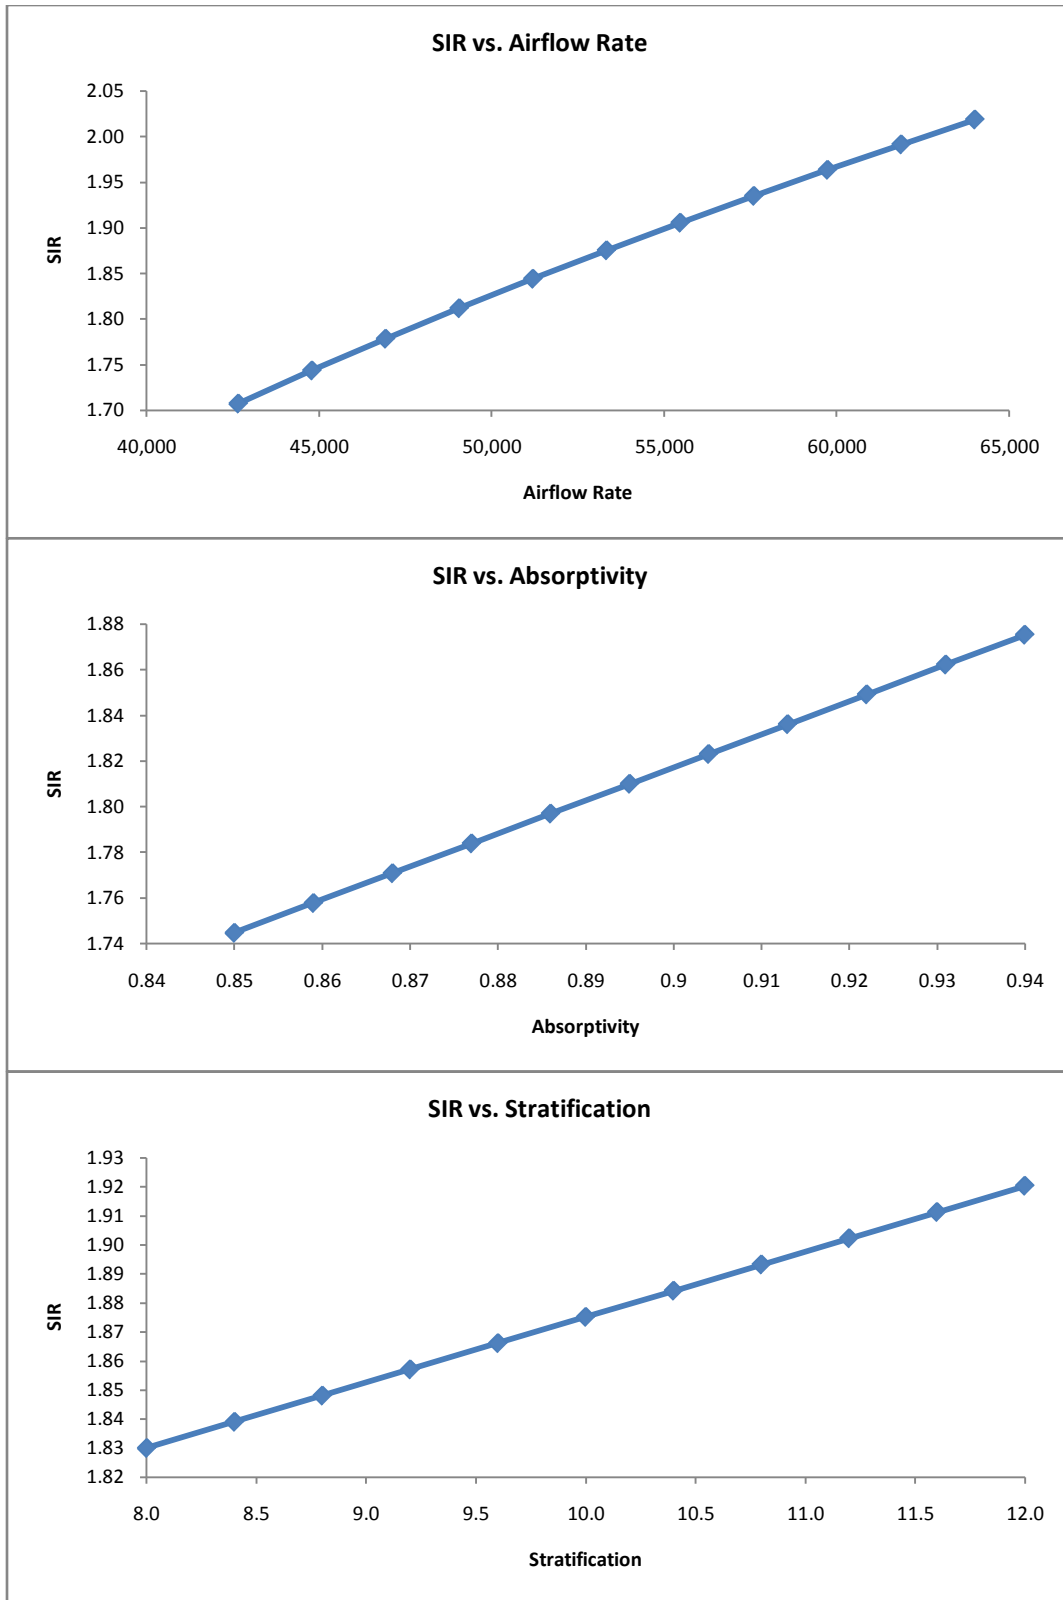 SIR vs. Airflow Rate
2.05
2.00
1.95
1.90
1.85
1.80
1.75
1.70
SIR
40,000 45,000 50,000 55,000 60,000 65,000
Airflow Rate
SIR vs. Absorptivity
1.88
1.86
1.84
1.82
1.80
1.78
1.76
1.74
SIR
0.84 0.85 0.86 0.87 0.88 0.89 0.9 0.91 0.92 0.93 0.94
Absorptivity
SIR vs. Stratification
1.93
1.92
1.91
1.90
1.89
1.88
1.87
1.86
1.85
1.84
1.83
1.82
SIR
8.0 8.5 9.0 9.5 10.0 10.5 11.0 11.5 12.0
Stratification